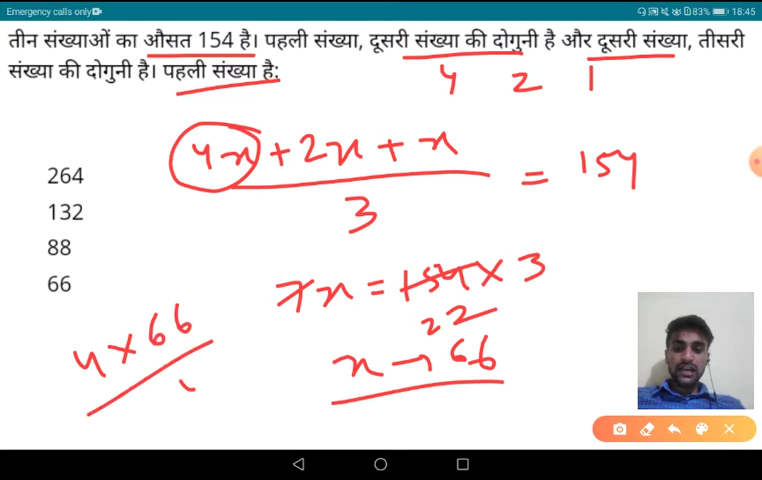 Emergency calls only 83% 18:45
तीन संख्याओं का औसत 154 है। पहली संख्या, दूसरी संख्या की दोगुनी है और दूसरी संख्या, तीसरी
संख्या की दोगुनी है। पहली संख्या है:
4 2 1
4x + 2x + x
3
= 154
264
132
88
66
7x = 154 × 3
22
x → 66
4 × 66